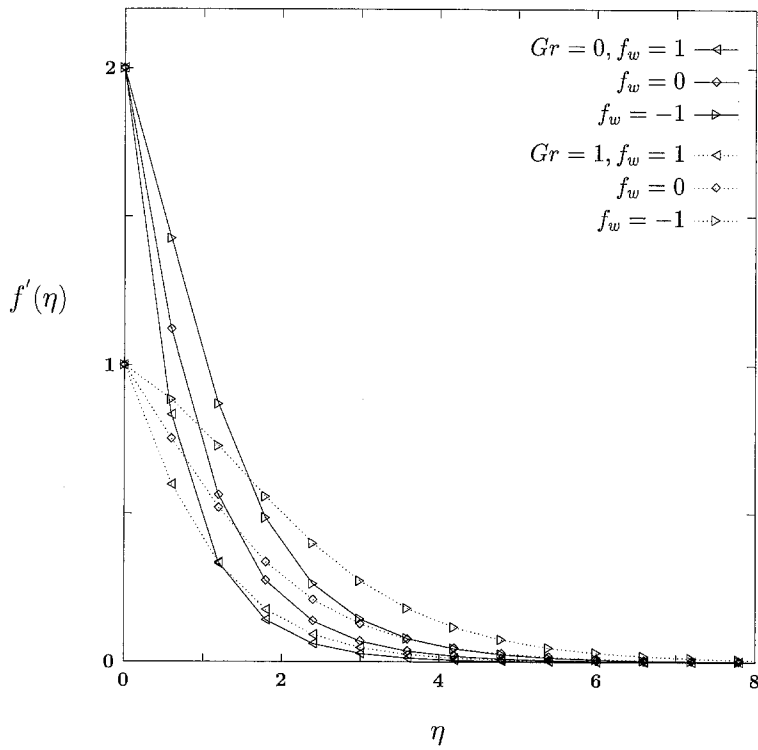 2
1
0
f'(η)
Gr = 0, f_w = 1
f_w = 0
f_w = −1
Gr = 1, f_w = 1
f_w = 0
f_w = −1
0 2 4 6 8
η